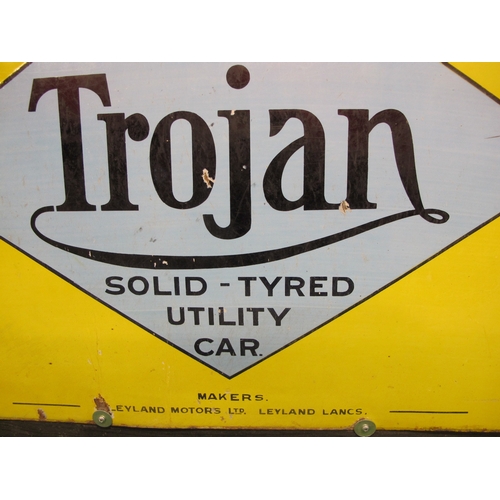 Trojan
SOLID - TYRED
UTILITY
CAR.
MAKERS.
LEYLAND MOTORS LTD. LEYLAND LANCS.